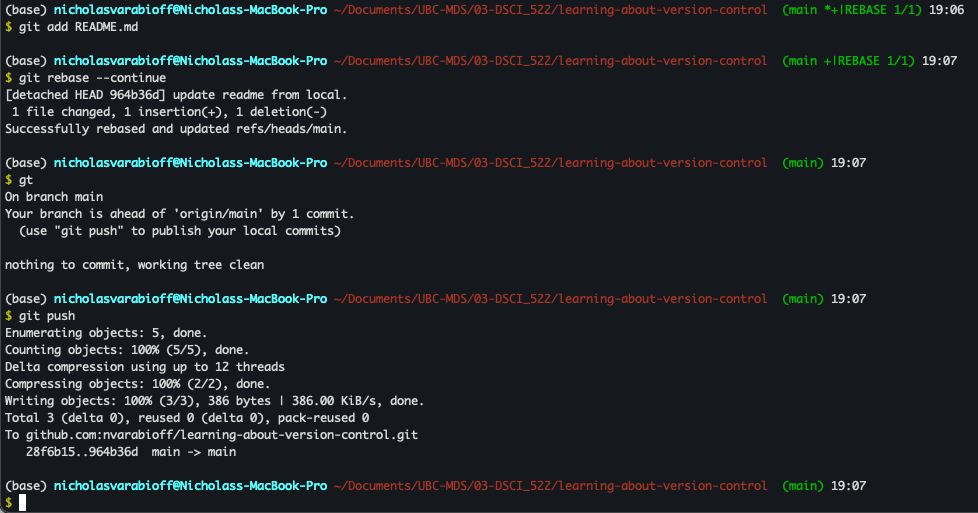 (base) nicholasvarabioff@Nicholass-MacBook-Pro ~/Documents/UBC-MDS/03-DSCI_522/learning-about-version-control (main *+|REBASE 1/1) 19:06
$ git add README.md
(base) nicholasvarabioff@Nicholass-MacBook-Pro ~/Documents/UBC-MDS/03-DSCI_522/learning-about-version-control (main +|REBASE 1/1) 19:07
$ git rebase --continue
[detached HEAD 964b36d] update readme from local.
1 file changed, 1 insertion(+), 1 deletion(-)
Successfully rebased and updated refs/heads/main.
(base) nicholasvarabioff@Nicholass-MacBook-Pro ~/Documents/UBC-MDS/03-DSCI_522/learning-about-version-control (main) 19:07
$ gt
On branch main
Your branch is ahead of 'origin/main' by 1 commit.
(use "git push" to publish your local commits)
nothing to commit, working tree clean
(base) nicholasvarabioff@Nicholass-MacBook-Pro ~/Documents/UBC-MDS/03-DSCI_522/learning-about-version-control (main) 19:07
$ git push
Enumerating objects: 5, done.
Counting objects: 100% (5/5), done.
Delta compression using up to 12 threads
Compressing objects: 100% (2/2), done.
Writing objects: 100% (3/3), 386 bytes | 386.00 KiB/s, done.
Total 3 (delta 0), reused 0 (delta 0), pack-reused 0
To github.com:nvarabioff/learning-about-version-control.git
28f6b15..964b36d main -> main
(base) nicholasvarabioff@Nicholass-MacBook-Pro ~/Documents/UBC-MDS/03-DSCI_522/learning-about-version-control (main) 19:07
$